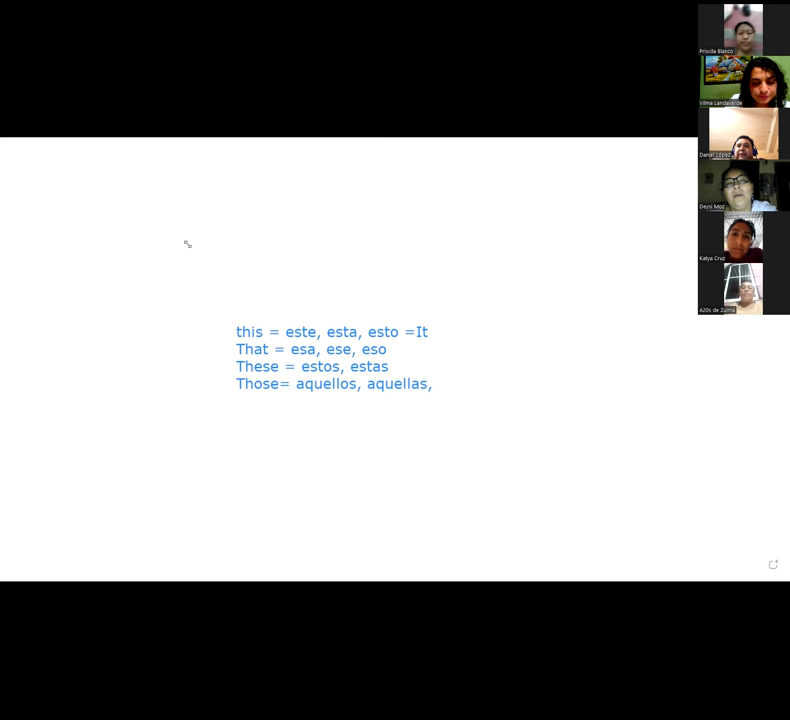 Priscila Blanco
Vilma Landaverde
Daniel López
Deysi Moz
Katya Cruz
A20s de Zulma
this = este, esta, esto =It
That = esa, ese, eso
These = estos, estas
Those= aquellos, aquellas,